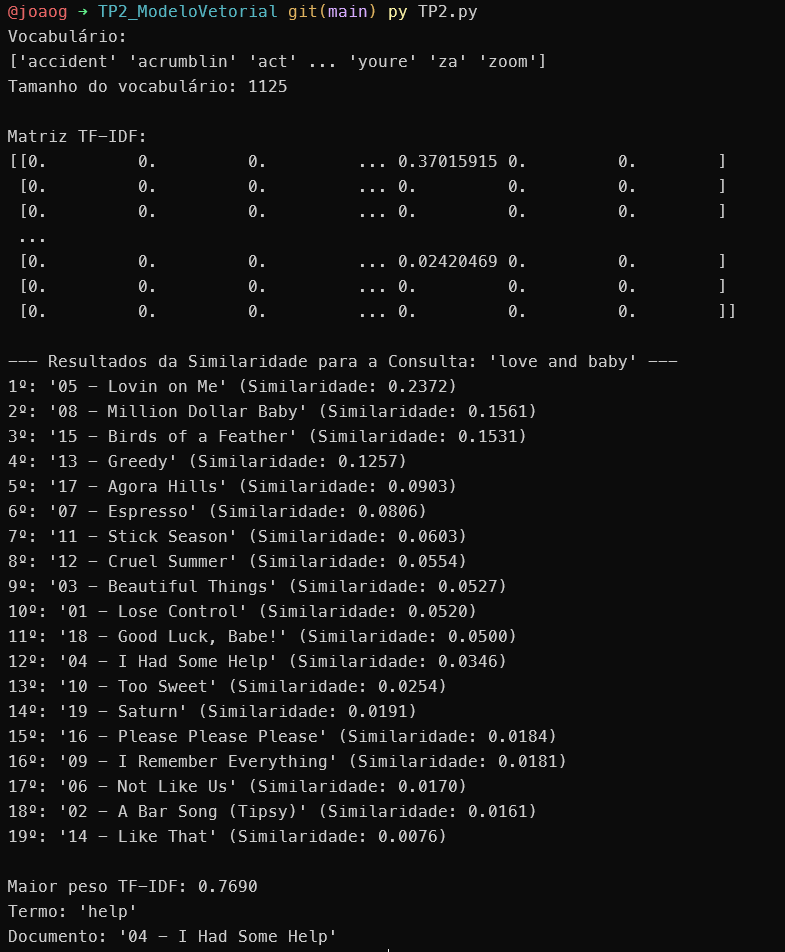 @joaog → TP2_ModeloVetorial git(main) py TP2.py
Vocabulário:
['accident' 'acrumblin' 'act' ... 'youre' 'za' 'zoom']
Tamanho do vocabulário: 1125
Matriz TF-IDF:
[[0. 0. 0. ... 0.37015915 0. 0. ]
[0. 0. 0. ... 0. 0. 0. ]
[0. 0. 0. ... 0. 0. 0. ]
...
[0. 0. 0. ... 0.02420469 0. 0. ]
[0. 0. 0. ... 0. 0. 0. ]
[0. 0. 0. ... 0. 0. 0. ]]
--- Resultados da Similaridade para a Consulta: 'love and baby' ---
1º: '05 - Lovin on Me' (Similaridade: 0.2372)
2º: '08 - Million Dollar Baby' (Similaridade: 0.1561)
3º: '15 - Birds of a Feather' (Similaridade: 0.1531)
4º: '13 - Greedy' (Similaridade: 0.1257)
5º: '17 - Agora Hills' (Similaridade: 0.0903)
6º: '07 - Espresso' (Similaridade: 0.0806)
7º: '11 - Stick Season' (Similaridade: 0.0603)
8º: '12 - Cruel Summer' (Similaridade: 0.0554)
9º: '03 - Beautiful Things' (Similaridade: 0.0527)
10º: '01 - Lose Control' (Similaridade: 0.0520)
11º: '18 - Good Luck, Babe!' (Similaridade: 0.0500)
12º: '04 - I Had Some Help' (Similaridade: 0.0346)
13º: '10 - Too Sweet' (Similaridade: 0.0254)
14º: '19 - Saturn' (Similaridade: 0.0191)
15º: '16 - Please Please Please' (Similaridade: 0.0184)
16º: '09 - I Remember Everything' (Similaridade: 0.0181)
17º: '06 - Not Like Us' (Similaridade: 0.0170)
18º: '02 - A Bar Song (Tipsy)' (Similaridade: 0.0161)
19º: '14 - Like That' (Similaridade: 0.0076)
Maior peso TF-IDF: 0.7690
Termo: 'help'
Documento: '04 - I Had Some Help'